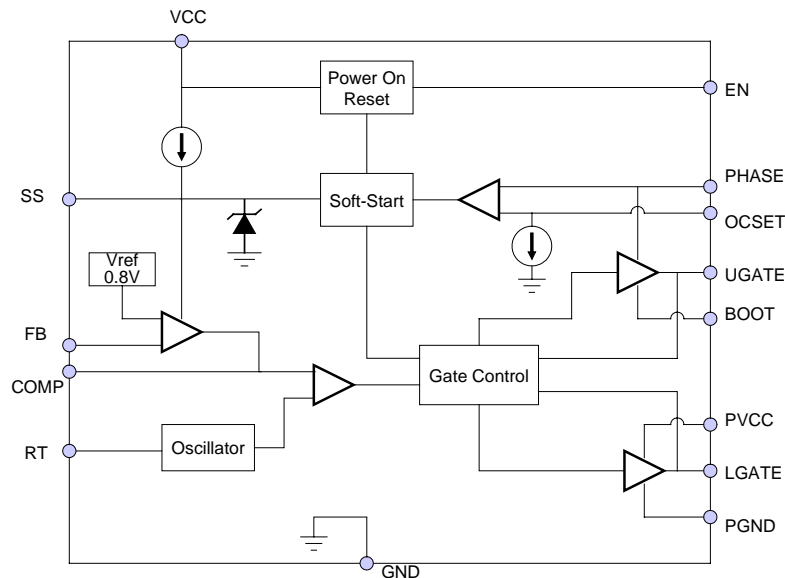 VCC
Power On
Reset
EN
SS
Soft-Start
PHASE
OCSET
Vref
0.8V
UGATE
BOOT
FB
COMP
Gate Control
RT
Oscillator
PVCC
LGATE
PGND
GND